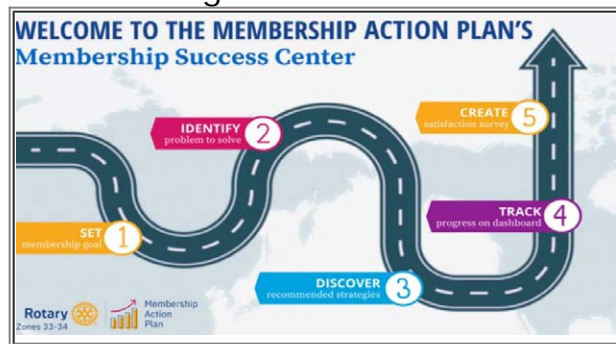 WELCOME TO THE MEMBERSHIP ACTION PLAN'S
Membership Success Center
SET
membership goal
1
IDENTIFY
problem to solve
2
DISCOVER
recommended strategies
3
TRACK
progress on dashboard
4
CREATE
satisfaction survey
5
Rotary
Zones 33-34
Membership
Action
Plan